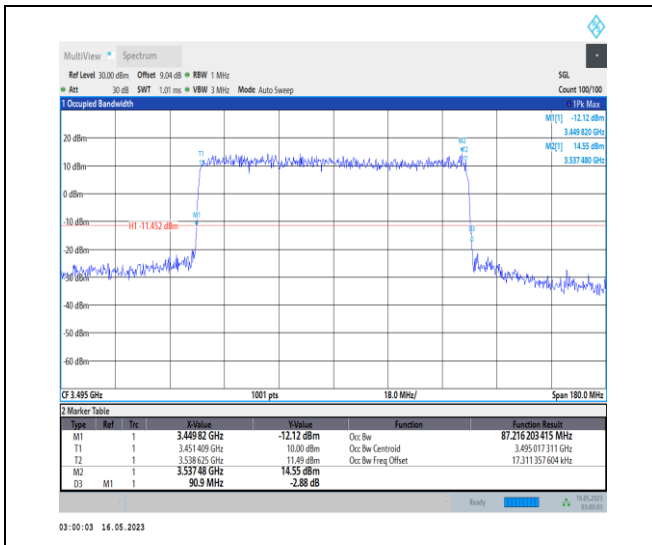 MultiView Spectrum
Ref Level 30.00 dBm Offset 9.04 dB RBW 1 MHz SGL
Att 30 dB SWT 1.01 ms VBW 3 MHz Mode Auto Sweep Count 100/100
1 Occupied Bandwidth 1Pk Max
M1[1] -12.12 dBm
3.449 820 GHz
M2[1] 14.55 dBm
3.537 480 GHz
20 dBm
10 dBm
0 dBm
-10 dBm
-20 dBm
-30 dBm
-40 dBm
-50 dBm
-60 dBm
T1
M2
T2
M1
H1 -11.452 dBm
D3
CF 3.495 GHz 1001 pts 18.0 MHz/ Span 180.0 MHz
2 Marker Table
Type Ref Trc X-Value Y-Value Function Function Result
M1 1 3.449 82 GHz -12.12 dBm Occ Bw 87.216 203 415 MHz
T1 1 3.451 409 GHz 10.00 dBm Occ Bw Centroid 3.495 017 311 GHz
T2 1 3.538 625 GHz 11.49 dBm Occ Bw Freq Offset 17.311 357 604 kHz
M2 1 3.537 48 GHz 14.55 dBm
D3 M1 1 90.9 MHz -2.88 dB
Ready 16.05.2023
03:00:03
03:00:03 16.05.2023